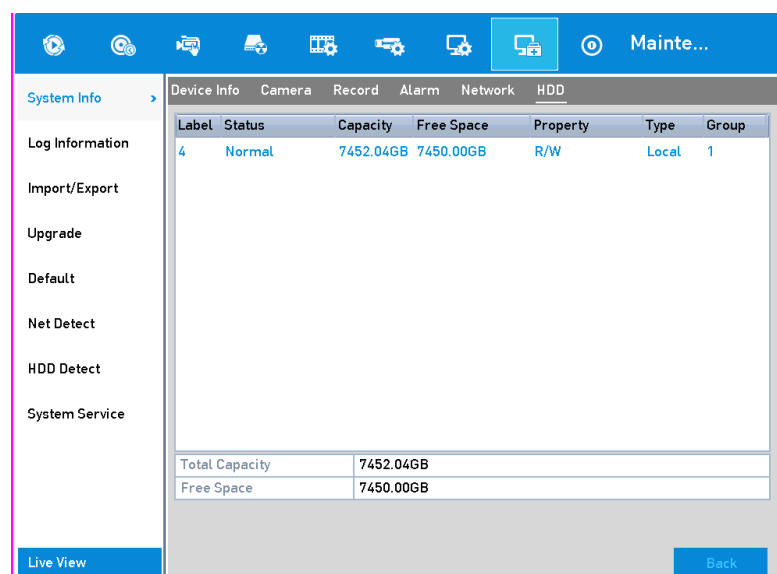 Mainte...
System Info >
Log Information
Import/Export
Upgrade
Default
Net Detect
HDD Detect
System Service
Live View
Device Info Camera Record Alarm Network HDD
Label Status Capacity Free Space Property Type Group
4 Normal 7452.04GB 7450.00GB R/W Local 1
Total Capacity 7452.04GB
Free Space 7450.00GB
Back